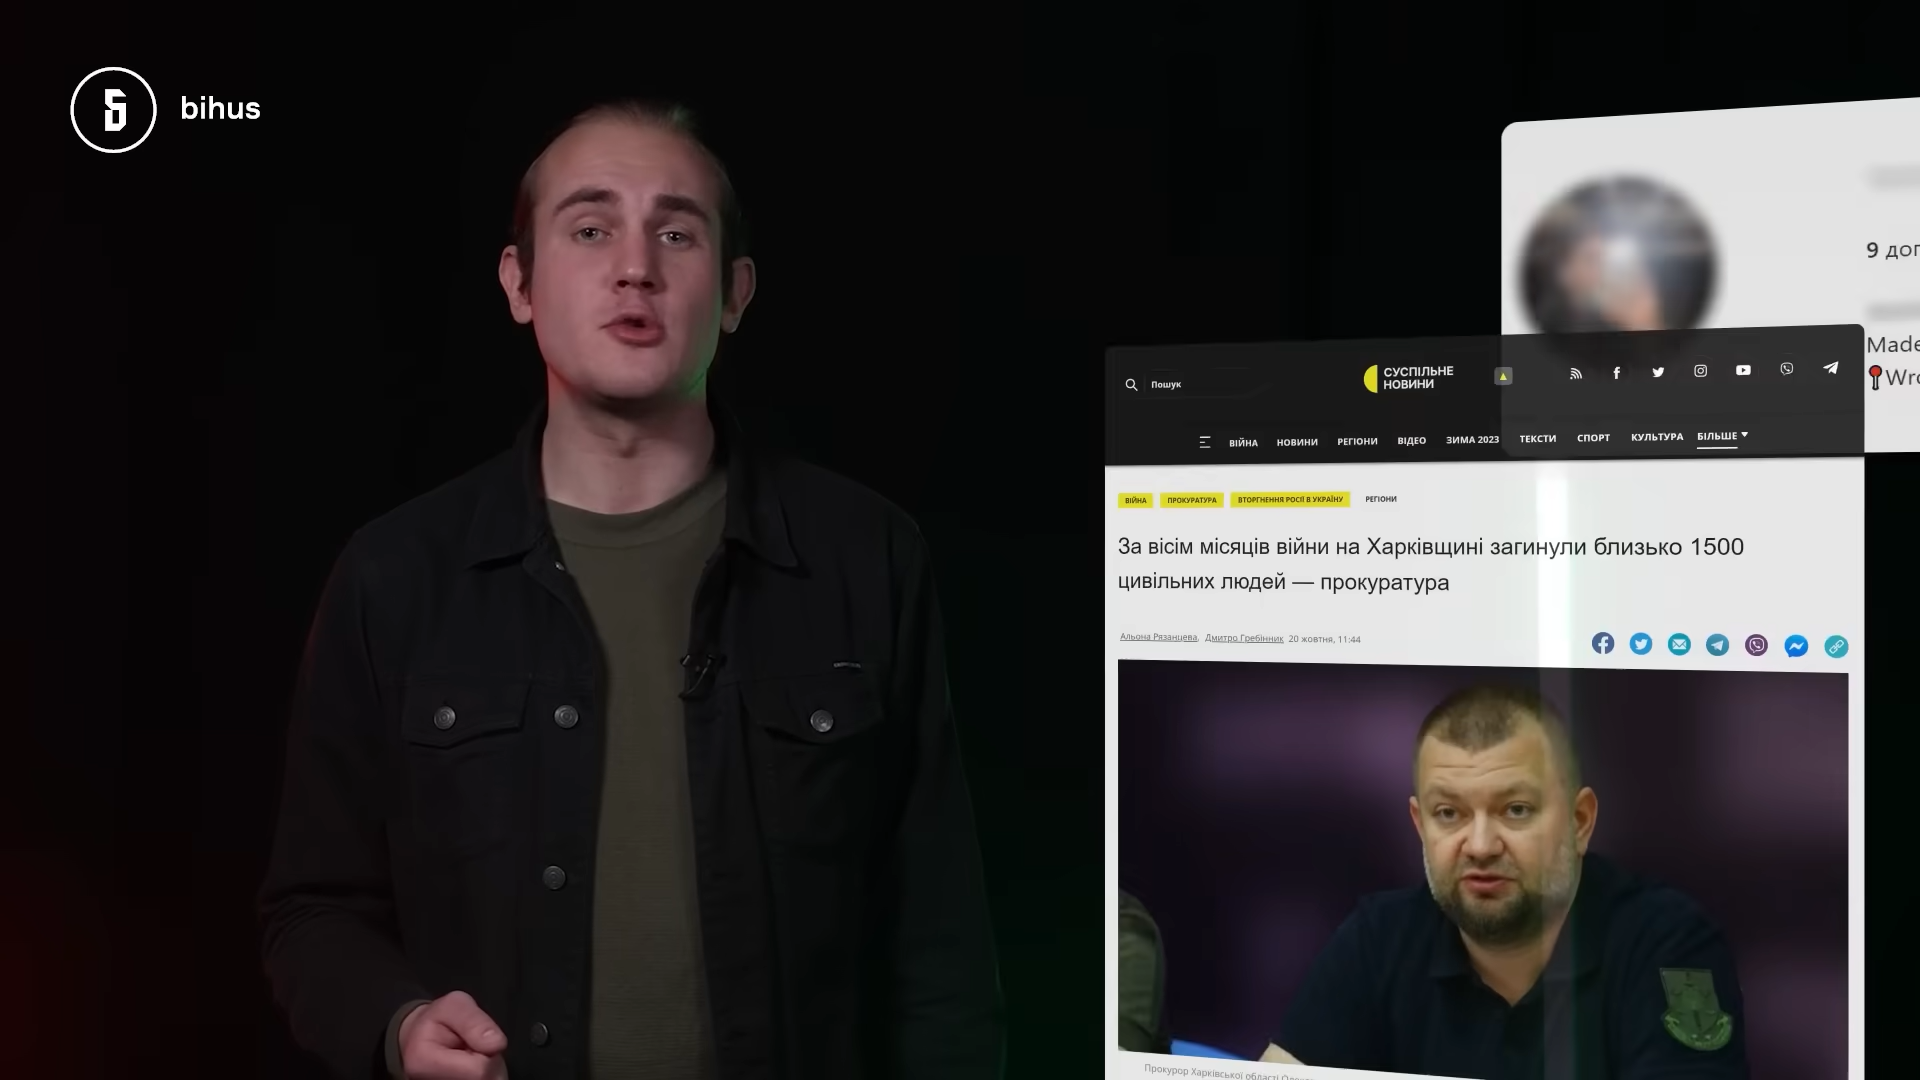 bihus
9
Made
Пошук
СУСПІЛЬНЕ
НОВИНИ
ВІЙНА НОВИНИ РЕГІОНИ ВІДЕО ЗИМА 2023 ТЕКСТИ СПОРТ КУЛЬТУРА БІЛЬШЕ
ВІЙНА ПРОКУРАТУРА ВТОРГНЕННЯ РОСІЇ В УКРАЇНУ РЕГІОНИ
За вісім місяців війни на Харківщині загинули близько 1500
цивільних людей — прокуратура
Альона Рязанцева, Дмитро Гребінник 20 жовтня, 11:44
Прокурор Харківської області